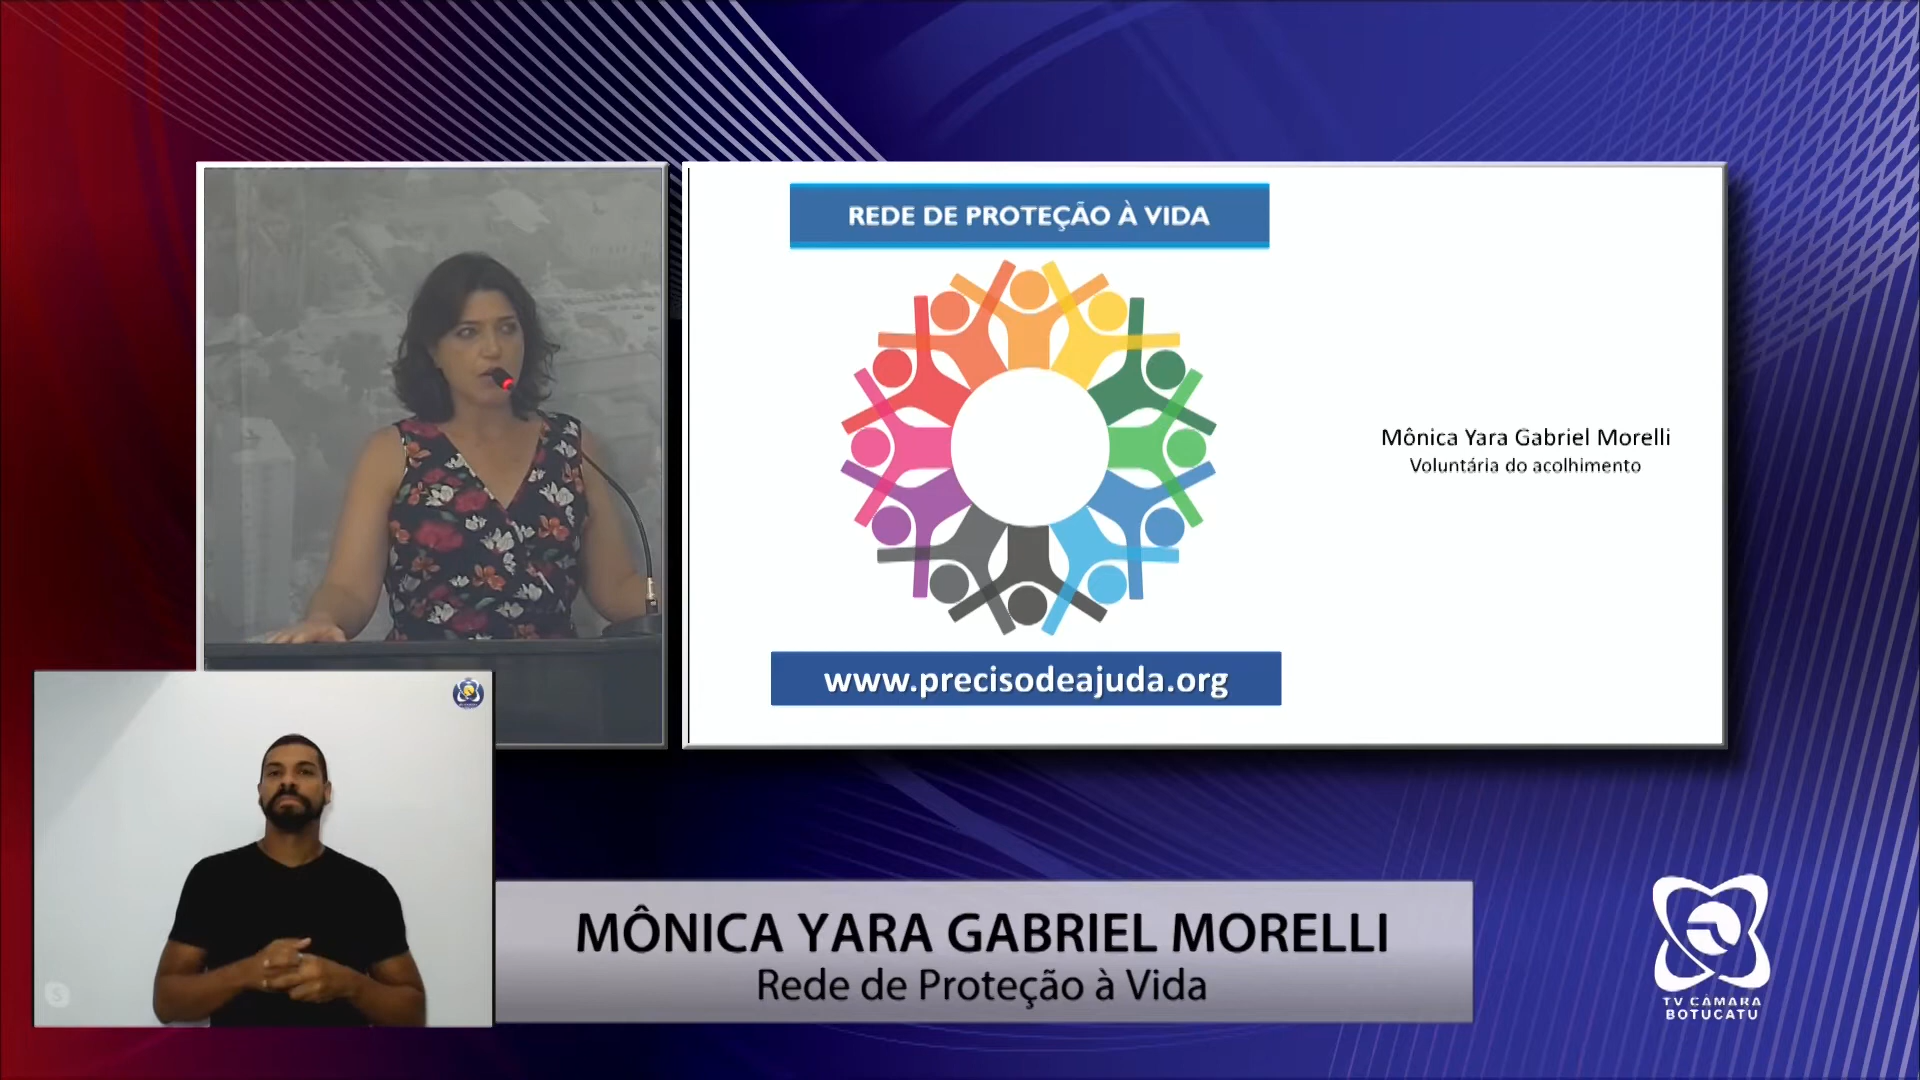 REDE DE PROTEÇÃO À VIDA
Mônica Yara Gabriel Morelli
Voluntária do acolhimento
www.precisodeajuda.org
MÔNICA YARA GABRIEL MORELLI
Rede de Proteção à Vida
TV CÂMARA
BOTUCATU